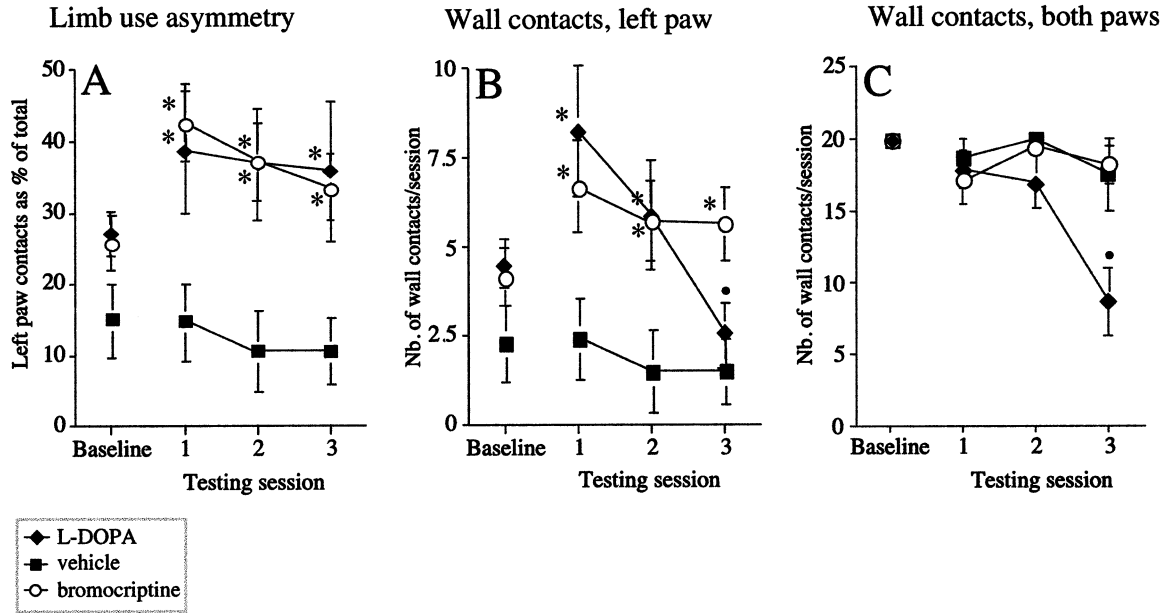 Limb use asymmetry
Wall contacts, left paw
Wall contacts, both paws
A
Left paw contacts as % of total
50
40
30
20
10
0
*
*
*
*
*
*
Baseline
1
2
3
Testing session
B
Nb. of wall contacts/session
10
7.5
5
2.5
0
*
*
*
*
*
Baseline
1
2
3
Testing session
C
Nb. of wall contacts/session
25
20
15
10
5
0
Baseline
1
2
3
Testing session
L-DOPA
vehicle
bromocriptine